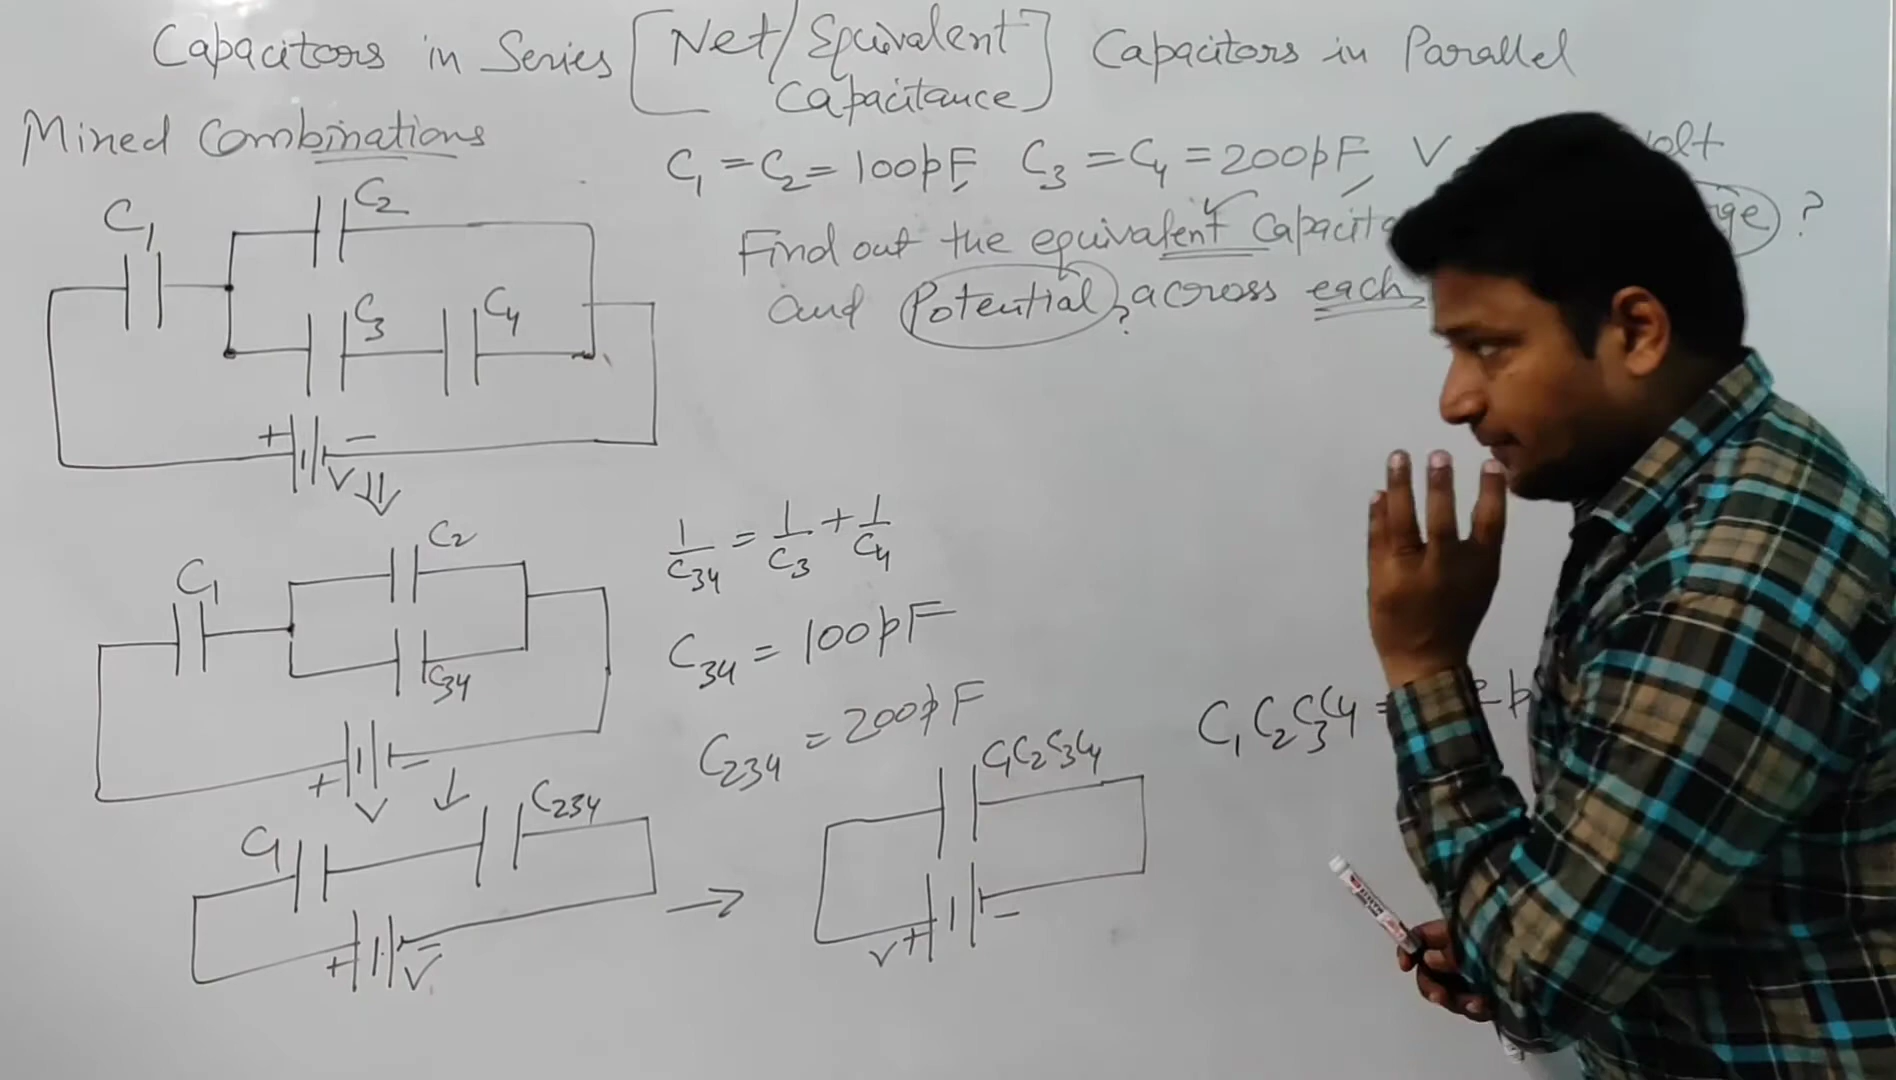 Capacitors in Series [Net/Equivalent Capacitance] Capacitors in Parallel
Mixed Combinations
C₁ = C₂ = 100pF, C₃ = C₄ = 200pF, V
Find out the equivalent
and Potential? across each
?
C₁
C₂
C₃
C₄
+
−
V
⇓
C₁
C₂
C₃₄
+
−
V
↓
1/C₃₄ = 1/C₃ + 1/C₄
C₃₄ = 100pF
C₂₃₄ = 200pF
C₁
C₂₃₄
+
−
V
→
C₁C₂C₃C₄
V
+
−
C₁C₂C₃C₄ =